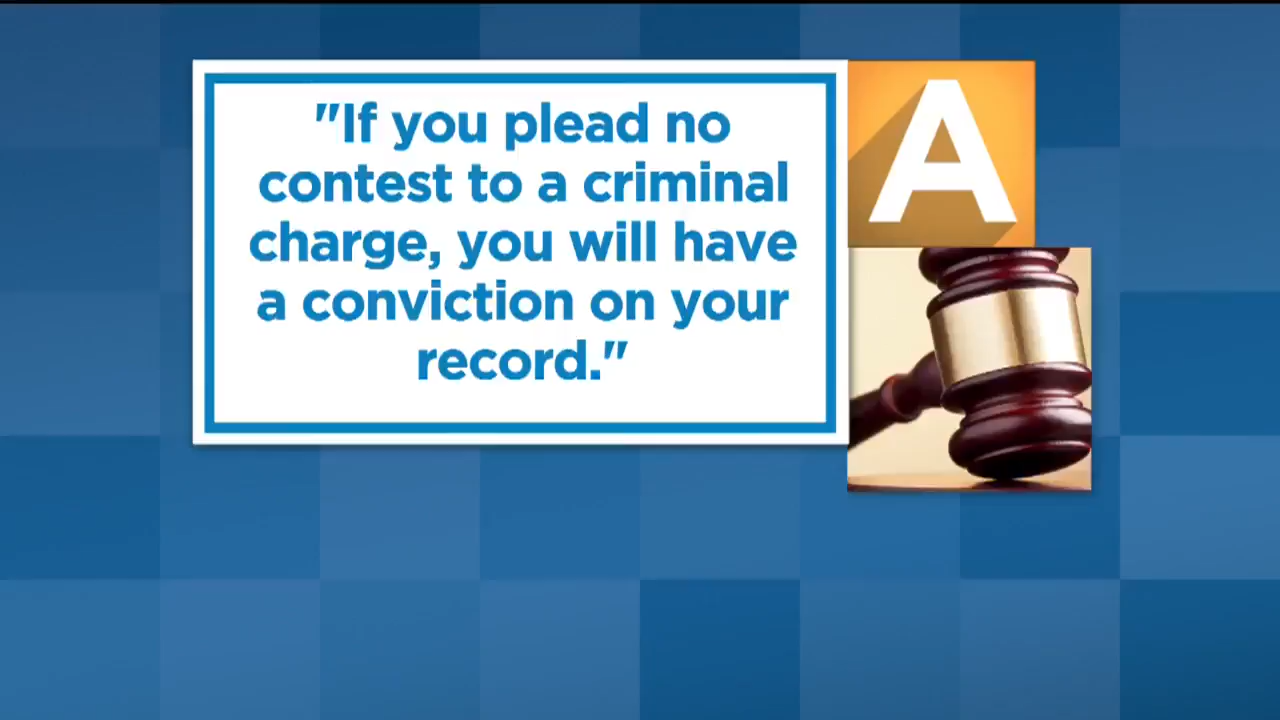 "If you plead no
contest to a criminal
charge, you will have
a conviction on your
record."
A